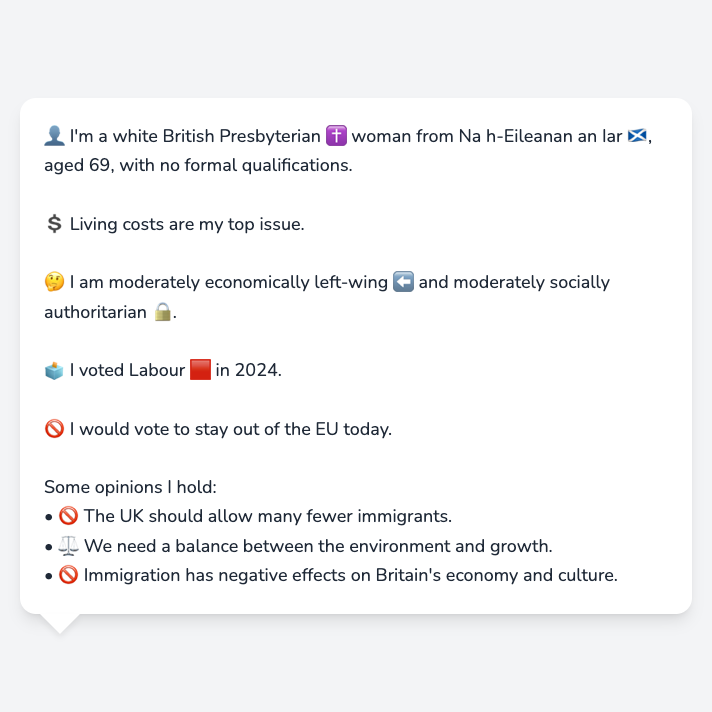 👤 I'm a white British Presbyterian ✝️ woman from Na h-Eileanan an Iar 🏴󠁧󠁢󠁳󠁣󠁴󠁿,
aged 69, with no formal qualifications.
💲 Living costs are my top issue.
🤔 I am moderately economically left-wing ⬅️ and moderately socially
authoritarian 🔒.
🗳️ I voted Labour 🟥 in 2024.
🚫 I would vote to stay out of the EU today.
Some opinions I hold:
• 🚫 The UK should allow many fewer immigrants.
• ⚖️ We need a balance between the environment and growth.
• 🚫 Immigration has negative effects on Britain's economy and culture.